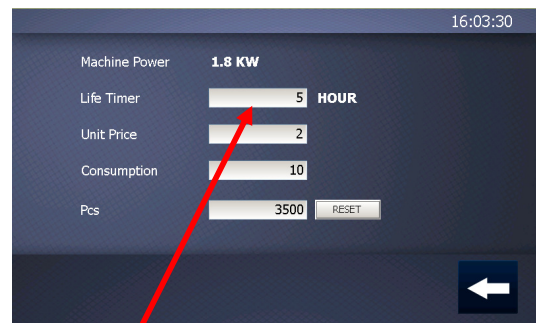 16:03:30
Machine Power 1.8 KW
Life Timer 5 HOUR
Unit Price 2
Consumption 10
Pcs 3500 RESET